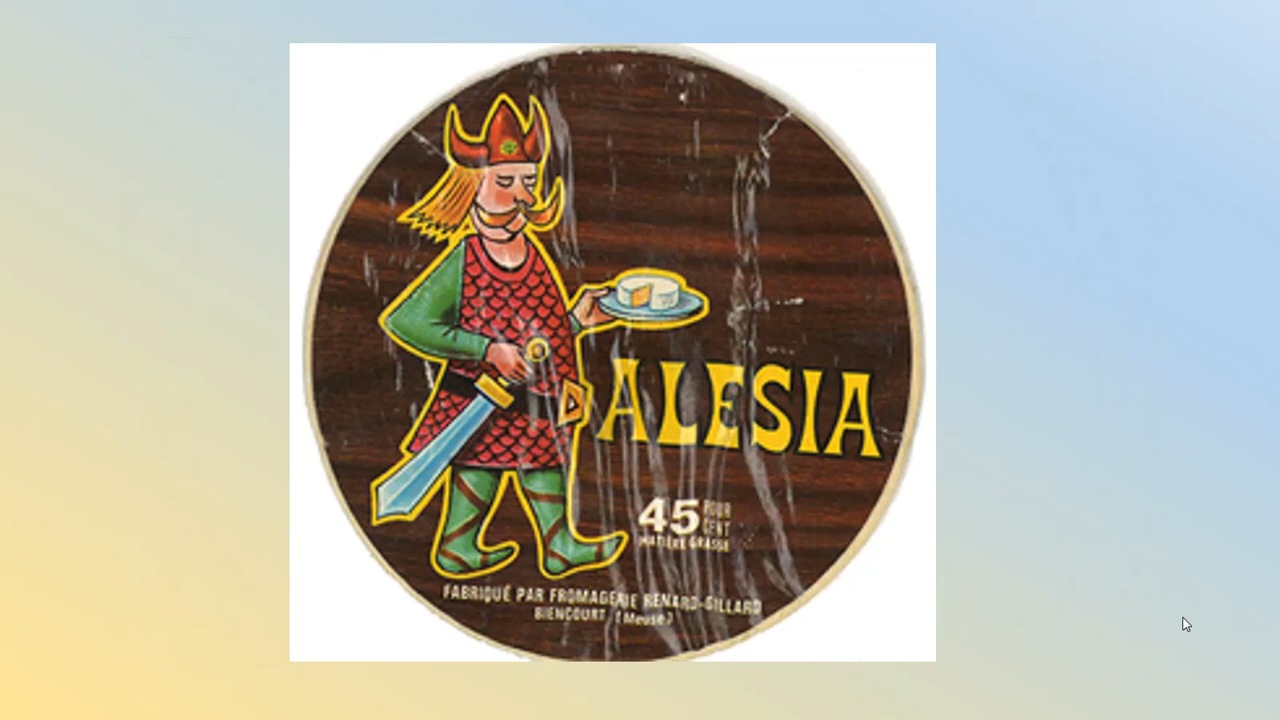 ALESIA
45 POUR CENT
MATIÈRE GRASSE
FABRIQUÉ PAR FROMAGERIE RENARD-GILLARD
BIENCOURT (Meuse)